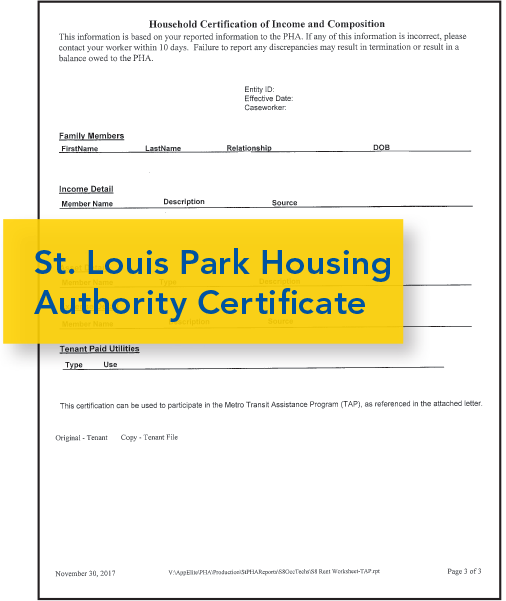 Household Certification of Income and Composition
This information is based on your reported information to the PHA. If any of this information is incorrect, please
contact your worker within 10 days. Failure to report any discrepancies may result in termination or result in a
balance owed to the PHA.
Entity ID:
Effective Date:
Caseworker:
Family Members
FirstName LastName Relationship DOB
Income Detail
Member Name Description Source
St. Louis Park Housing
Member Name Type
Authority Certificate
Member Name Description Source
Tenant Paid Utilities
Type Use
This certification can be used to participate in the Metro Transit Assistance Program (TAP), as referenced in the attached letter.
Original - Tenant Copy - Tenant File
November 30, 2017 V:\AppElite\PHA\Production\StPHAReports\S8OccTechs\S8 Rent Worksheet-TAP.rpt Page 3 of 3